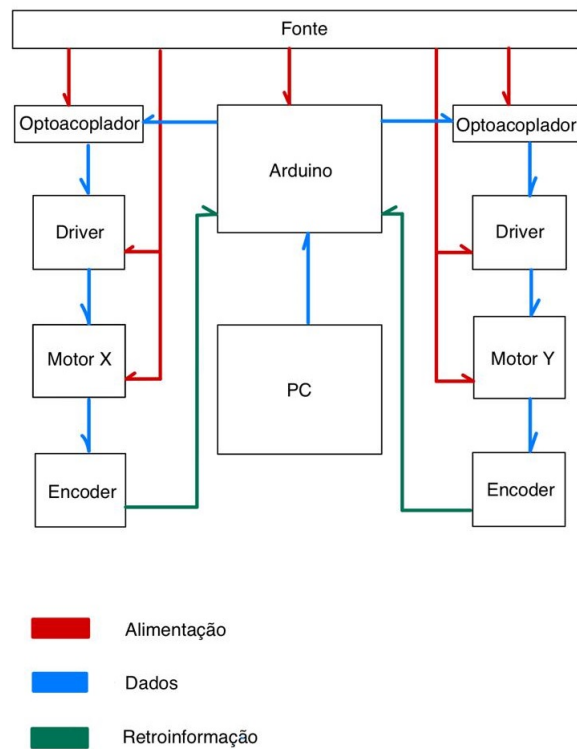 Fonte
Optoacoplador
Arduino
Optoacoplador
Driver
Driver
Motor X
PC
Motor Y
Encoder
Encoder
Alimentação
Dados
Retroinformação